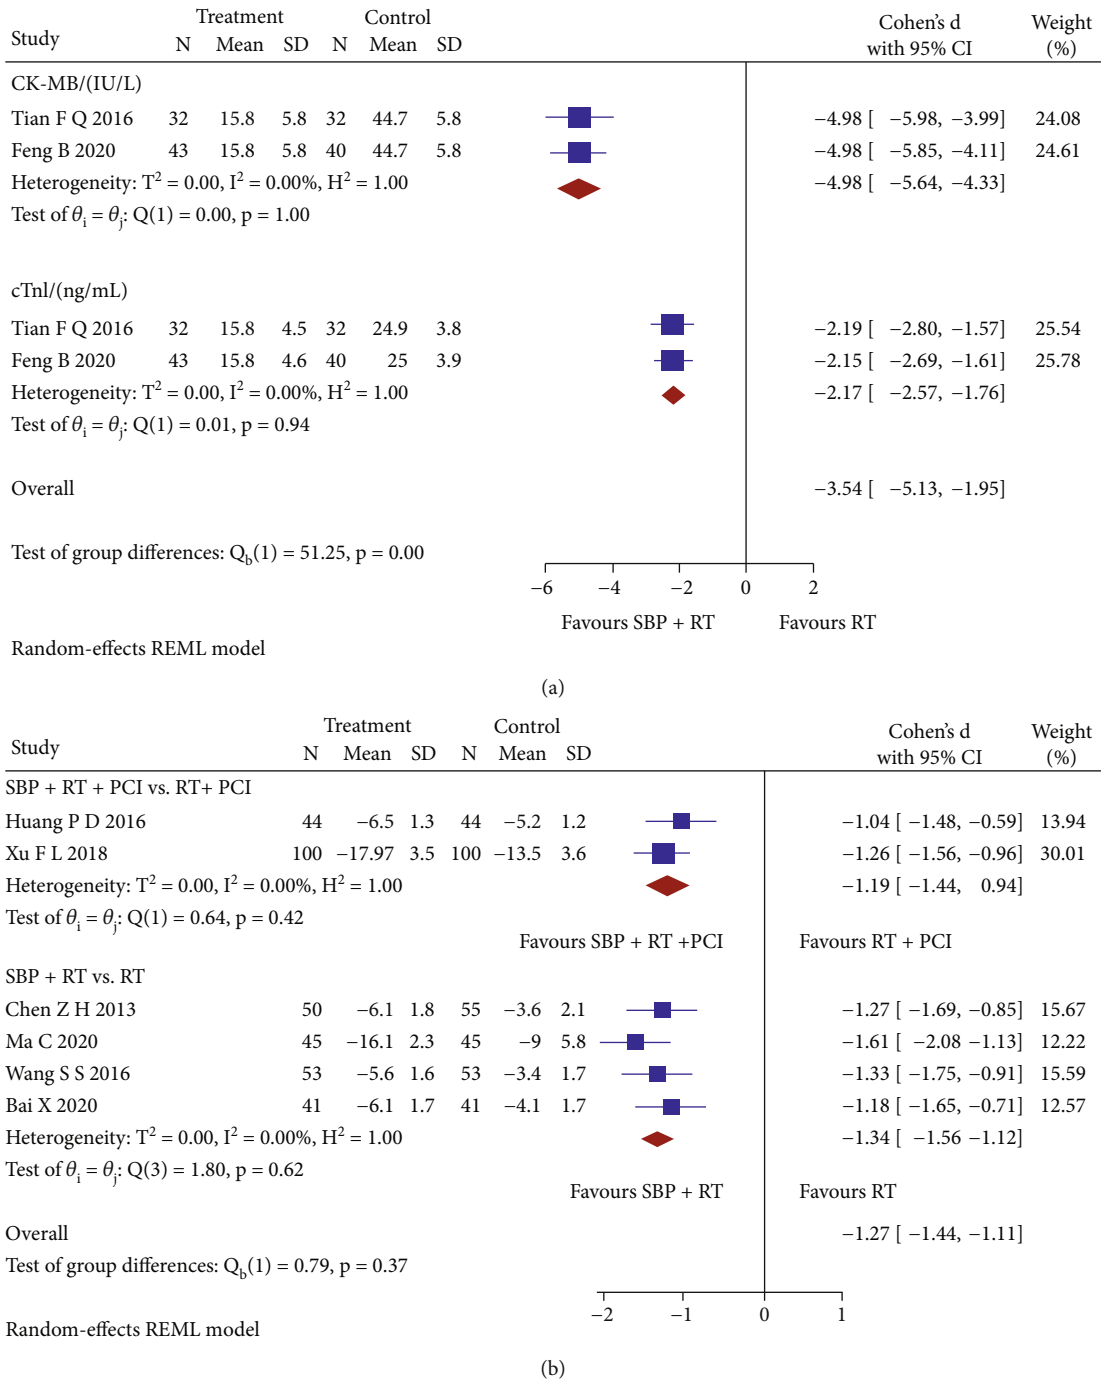 Treatment Control Cohen's d Weight
Study N Mean SD N Mean SD with 95% CI (%)
CK-MB/(IU/L)
Tian F Q 2016 32 15.8 5.8 32 44.7 5.8 −4.98 [ −5.98, −3.99] 24.08
Feng B 2020 43 15.8 5.8 40 44.7 5.8 −4.98 [ −5.85, −4.11] 24.61
Heterogeneity: T² = 0.00, I² = 0.00%, H² = 1.00 −4.98 [ −5.64, −4.33]
Test of θi = θj: Q(1) = 0.00, p = 1.00
cTnl/(ng/mL)
Tian F Q 2016 32 15.8 4.5 32 24.9 3.8 −2.19 [ −2.80, −1.57] 25.54
Feng B 2020 43 15.8 4.6 40 25 3.9 −2.15 [ −2.69, −1.61] 25.78
Heterogeneity: T² = 0.00, I² = 0.00%, H² = 1.00 −2.17 [ −2.57, −1.76]
Test of θi = θj: Q(1) = 0.01, p = 0.94
Overall −3.54 [ −5.13, −1.95]
Test of group differences: Qb(1) = 51.25, p = 0.00
−6 −4 −2 0 2
Favours SBP + RT Favours RT
Random-effects REML model
(a)
Treatment Control Cohen's d Weight
Study N Mean SD N Mean SD with 95% CI (%)
SBP + RT + PCI vs. RT+ PCI
Huang P D 2016 44 −6.5 1.3 44 −5.2 1.2 −1.04 [ −1.48, −0.59] 13.94
Xu F L 2018 100 −17.97 3.5 100 −13.5 3.6 −1.26 [ −1.56, −0.96] 30.01
Heterogeneity: T² = 0.00, I² = 0.00%, H² = 1.00 −1.19 [ −1.44, 0.94]
Test of θi = θj: Q(1) = 0.64, p = 0.42
Favours SBP + RT +PCI Favours RT + PCI
SBP + RT vs. RT
Chen Z H 2013 50 −6.1 1.8 55 −3.6 2.1 −1.27 [ −1.69, −0.85] 15.67
Ma C 2020 45 −16.1 2.3 45 −9 5.8 −1.61 [ −2.08 −1.13] 12.22
Wang S S 2016 53 −5.6 1.6 53 −3.4 1.7 −1.33 [ −1.75, −0.91] 15.59
Bai X 2020 41 −6.1 1.7 41 −4.1 1.7 −1.18 [ −1.65, −0.71] 12.57
Heterogeneity: T² = 0.00, I² = 0.00%, H² = 1.00 −1.34 [ −1.56 −1.12]
Test of θi = θj: Q(3) = 1.80, p = 0.62
Favours SBP + RT Favours RT
Overall −1.27 [ −1.44, −1.11]
Test of group differences: Qb(1) = 0.79, p = 0.37
−2 −1 0 1
Random-effects REML model
(b)